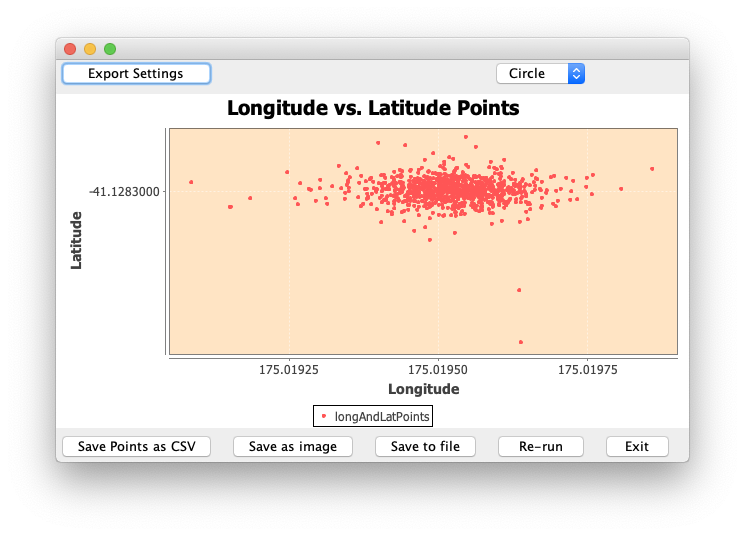 Export Settings
Circle
Longitude vs. Latitude Points
-41.1283000
Latitude
175.01925
175.01950
175.01975
Longitude
longAndLatPoints
Save Points as CSV
Save as image
Save to file
Re-run
Exit